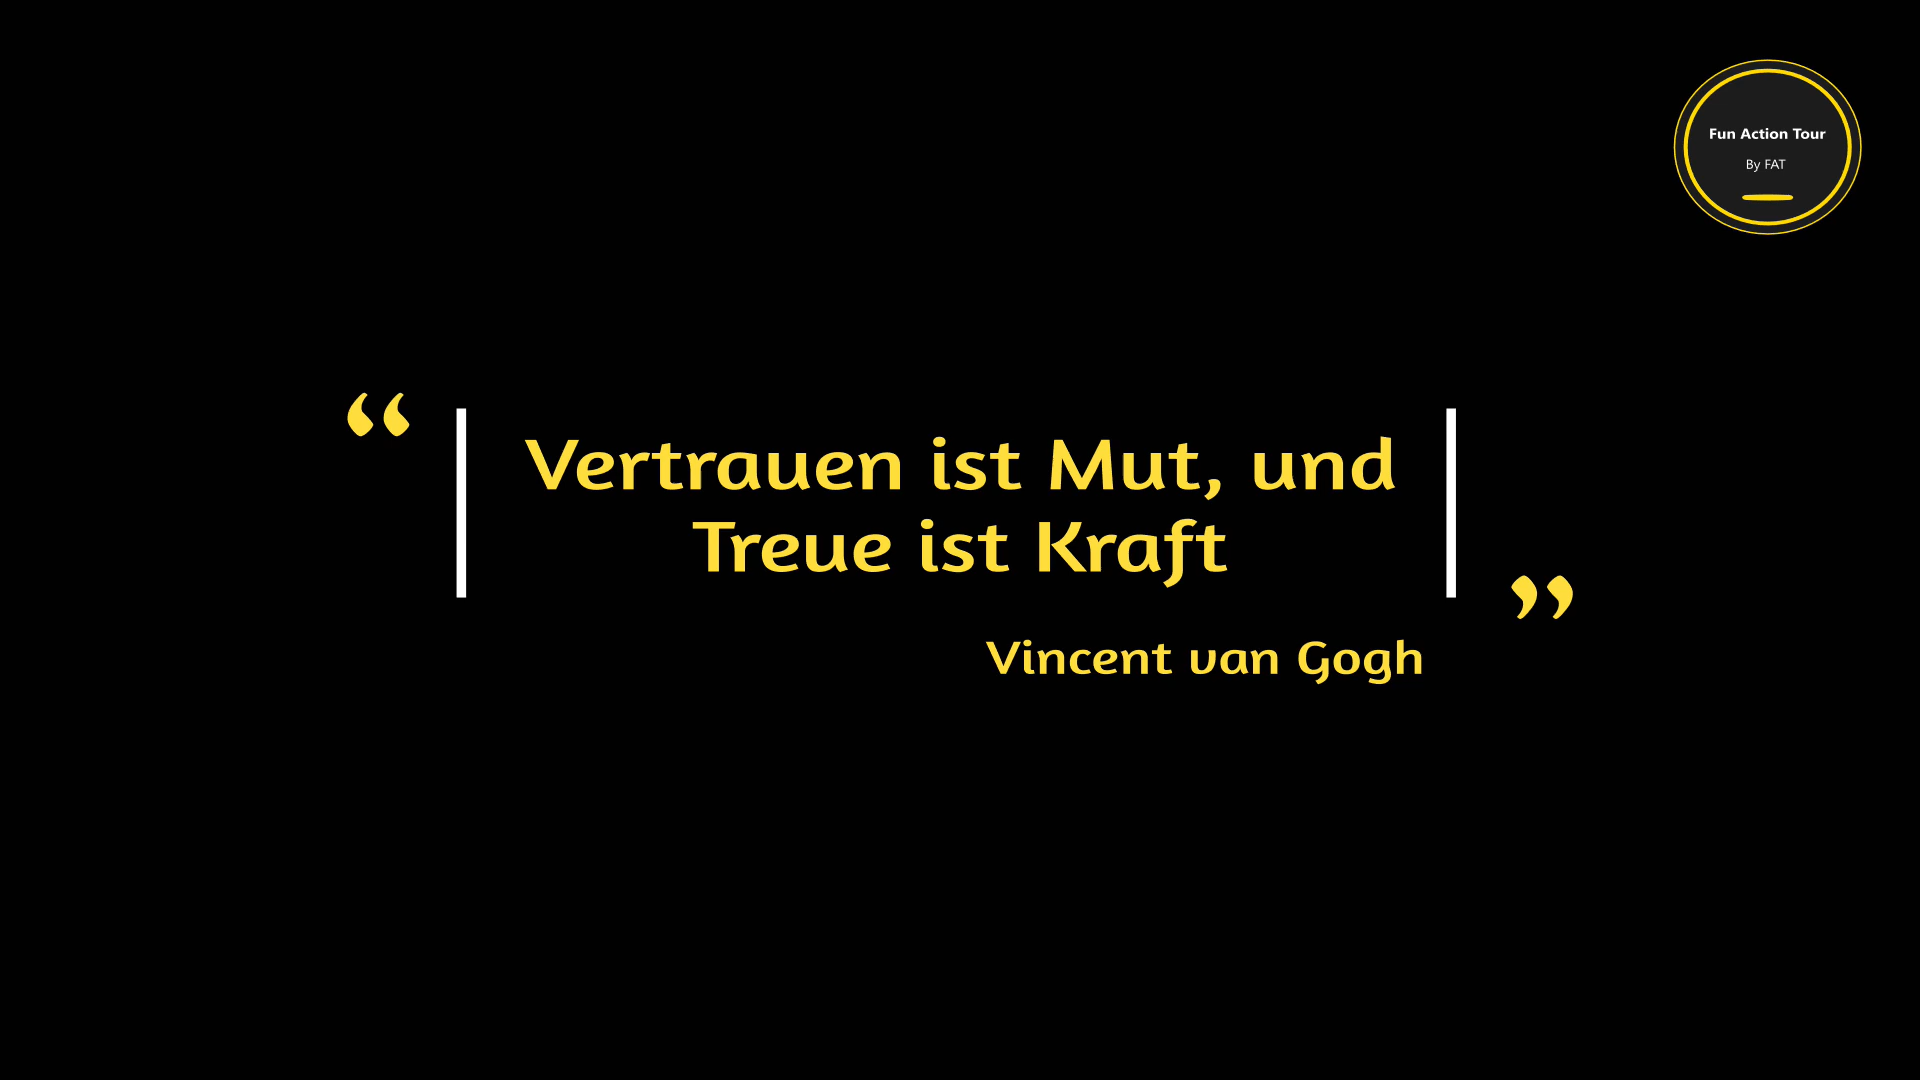 Fun Action Tour
By FAT
“
Vertrauen ist Mut, und
Treue ist Kraft
”
Vincent van Gogh